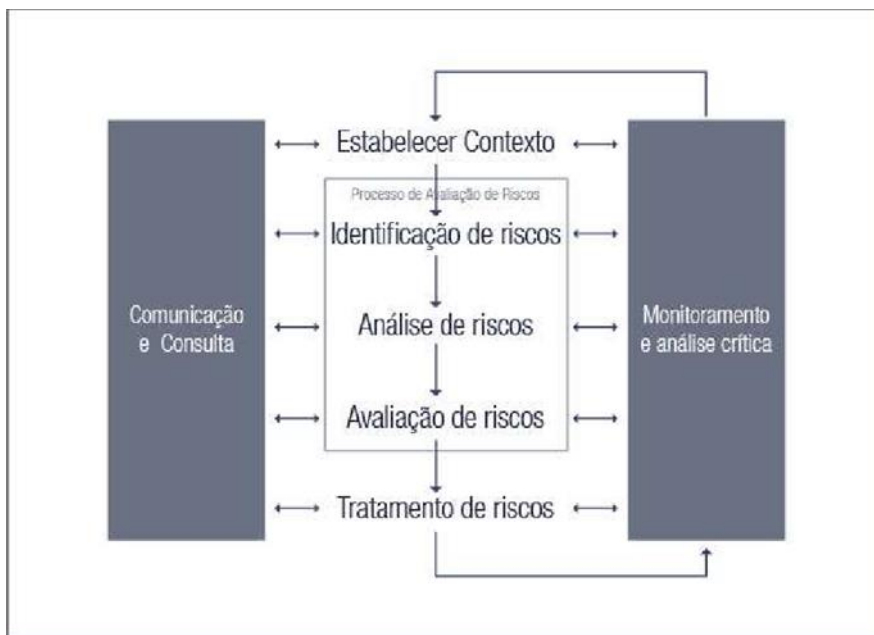 Estabelecer Contexto
Processo de Avaliação de Riscos
Identificação de riscos
Análise de riscos
Avaliação de riscos
Tratamento de riscos
Comunicação
e Consulta
Monitoramento
e análise crítica